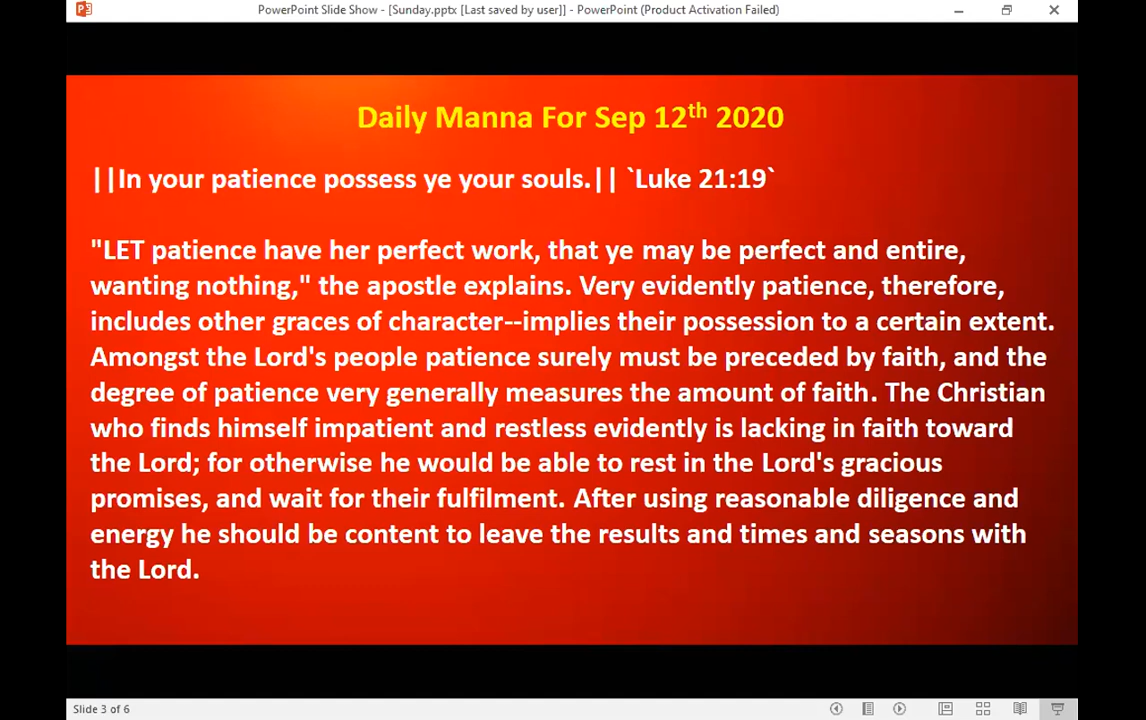 PowerPoint Slide Show - [Sunday.pptx [Last saved by user]] - PowerPoint (Product Activation Failed)
Daily Manna For Sep 12th 2020
||In your patience possess ye your souls.|| `Luke 21:19`
"LET patience have her perfect work, that ye may be perfect and entire,
wanting nothing," the apostle explains. Very evidently patience, therefore,
includes other graces of character--implies their possession to a certain extent.
Amongst the Lord's people patience surely must be preceded by faith, and the
degree of patience very generally measures the amount of faith. The Christian
who finds himself impatient and restless evidently is lacking in faith toward
the Lord; for otherwise he would be able to rest in the Lord's gracious
promises, and wait for their fulfilment. After using reasonable diligence and
energy he should be content to leave the results and times and seasons with
the Lord.
Slide 3 of 6